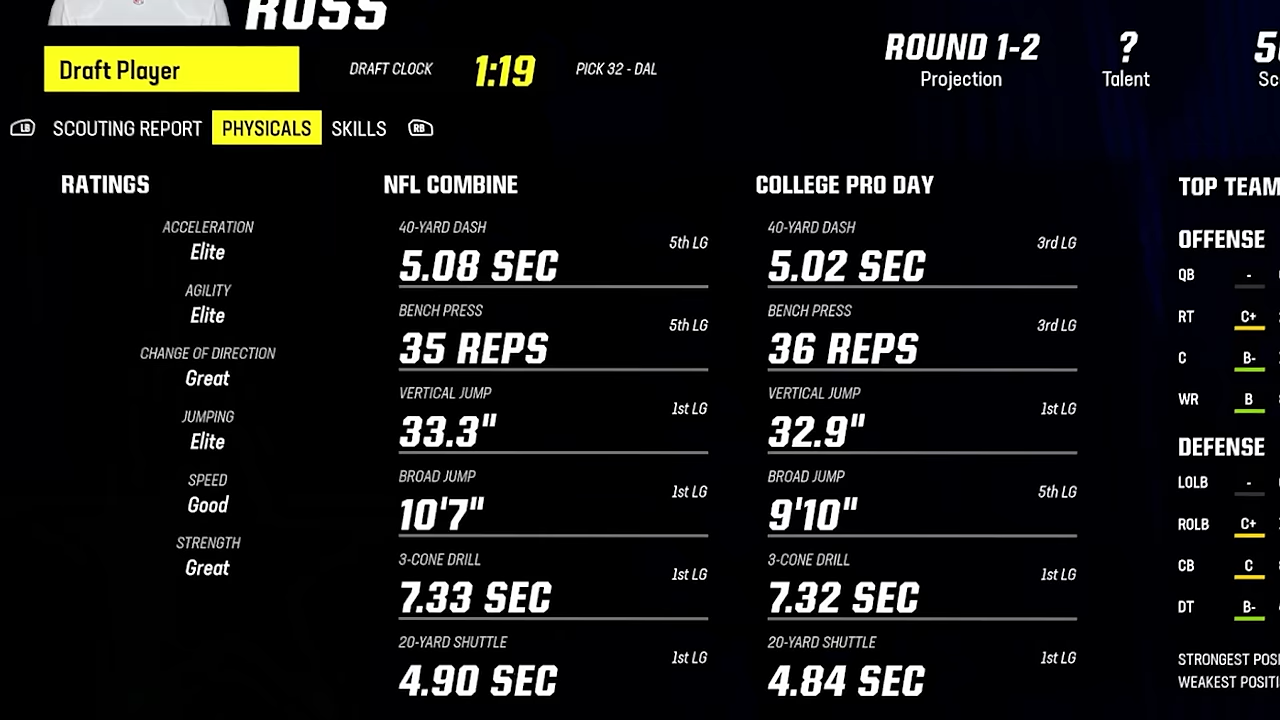 ROSS
Draft Player
DRAFT CLOCK 1:19 PICK 32 - DAL
ROUND 1-2
Projection
?
Talent
LB SCOUTING REPORT PHYSICALS SKILLS RB
RATINGS
ACCELERATION
Elite
AGILITY
Elite
CHANGE OF DIRECTION
Great
JUMPING
Elite
SPEED
Good
STRENGTH
Great
NFL COMBINE
40-YARD DASH
5.08 SEC 5th LG
BENCH PRESS
35 REPS 5th LG
VERTICAL JUMP
33.3" 1st LG
BROAD JUMP
10'7" 1st LG
3-CONE DRILL
7.33 SEC 1st LG
20-YARD SHUTTLE
4.90 SEC 1st LG
COLLEGE PRO DAY
40-YARD DASH
5.02 SEC 3rd LG
BENCH PRESS
36 REPS 3rd LG
VERTICAL JUMP
32.9" 1st LG
BROAD JUMP
9'10" 5th LG
3-CONE DRILL
7.32 SEC 1st LG
20-YARD SHUTTLE
4.84 SEC 1st LG
TOP TEAM
OFFENSE
QB -
RT C+
C B-
WR B
DEFENSE
LOLB -
ROLB C+
CB C
DT B-
STRONGEST
WEAKEST